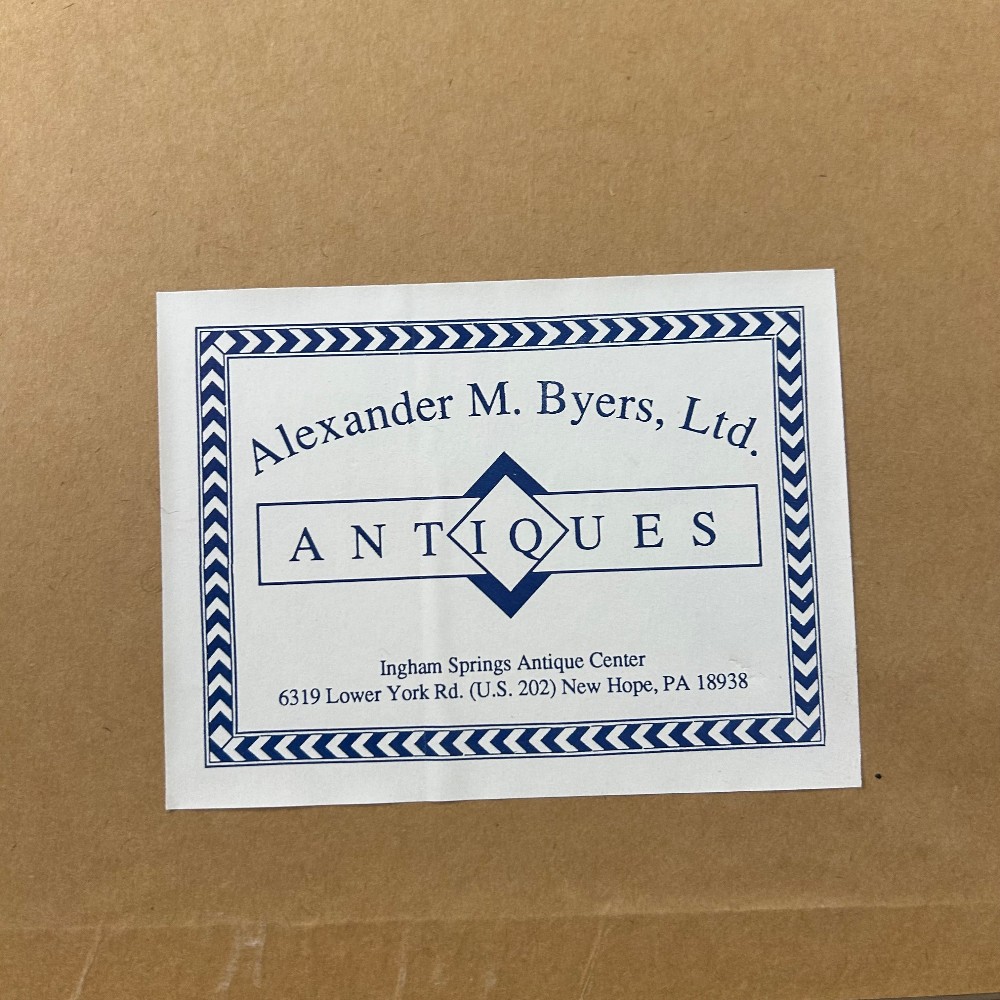 Alexander M. Byers, Ltd.
ANTIQUES
Ingham Springs Antique Center
6319 Lower York Rd. (U.S. 202) New Hope, PA 18938